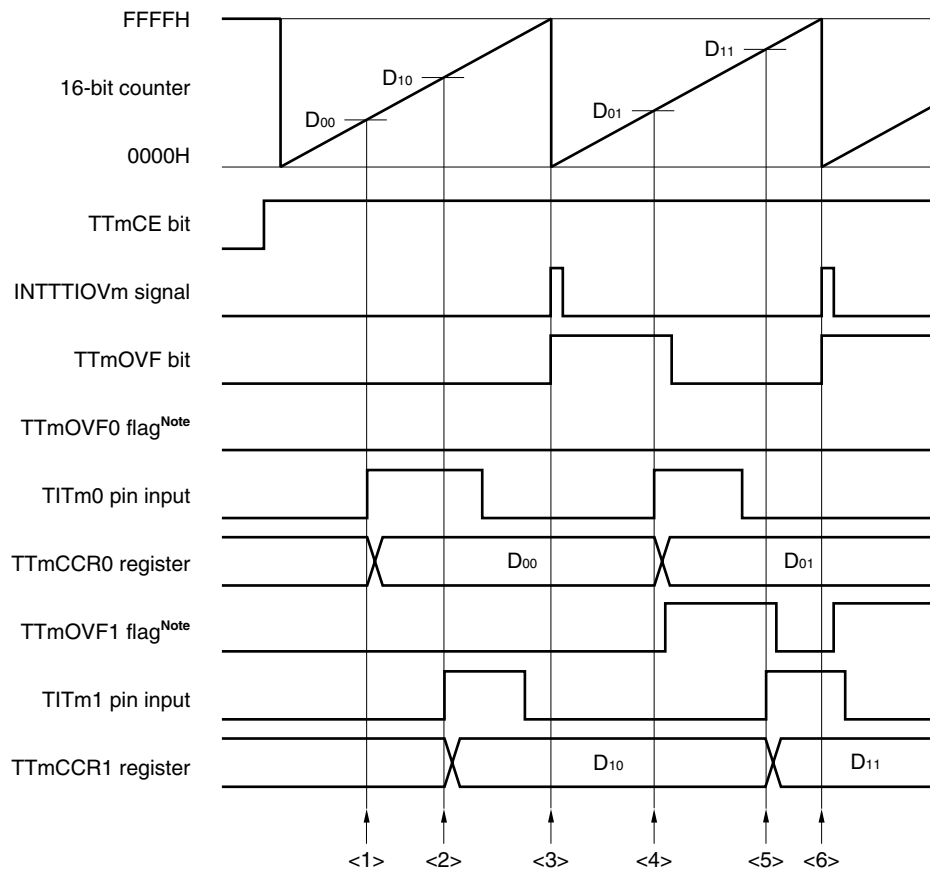 FFFFH
D11
D10
16-bit counter
D01
D00
0000H
TTmCE bit
INTTTIOVm signal
TTmOVF bit
TTmOVF0 flagNote
TITm0 pin input
TTmCCR0 register D00 D01
TTmOVF1 flagNote
TITm1 pin input
TTmCCR1 register D10 D11
<1> <2> <3> <4> <5> <6>